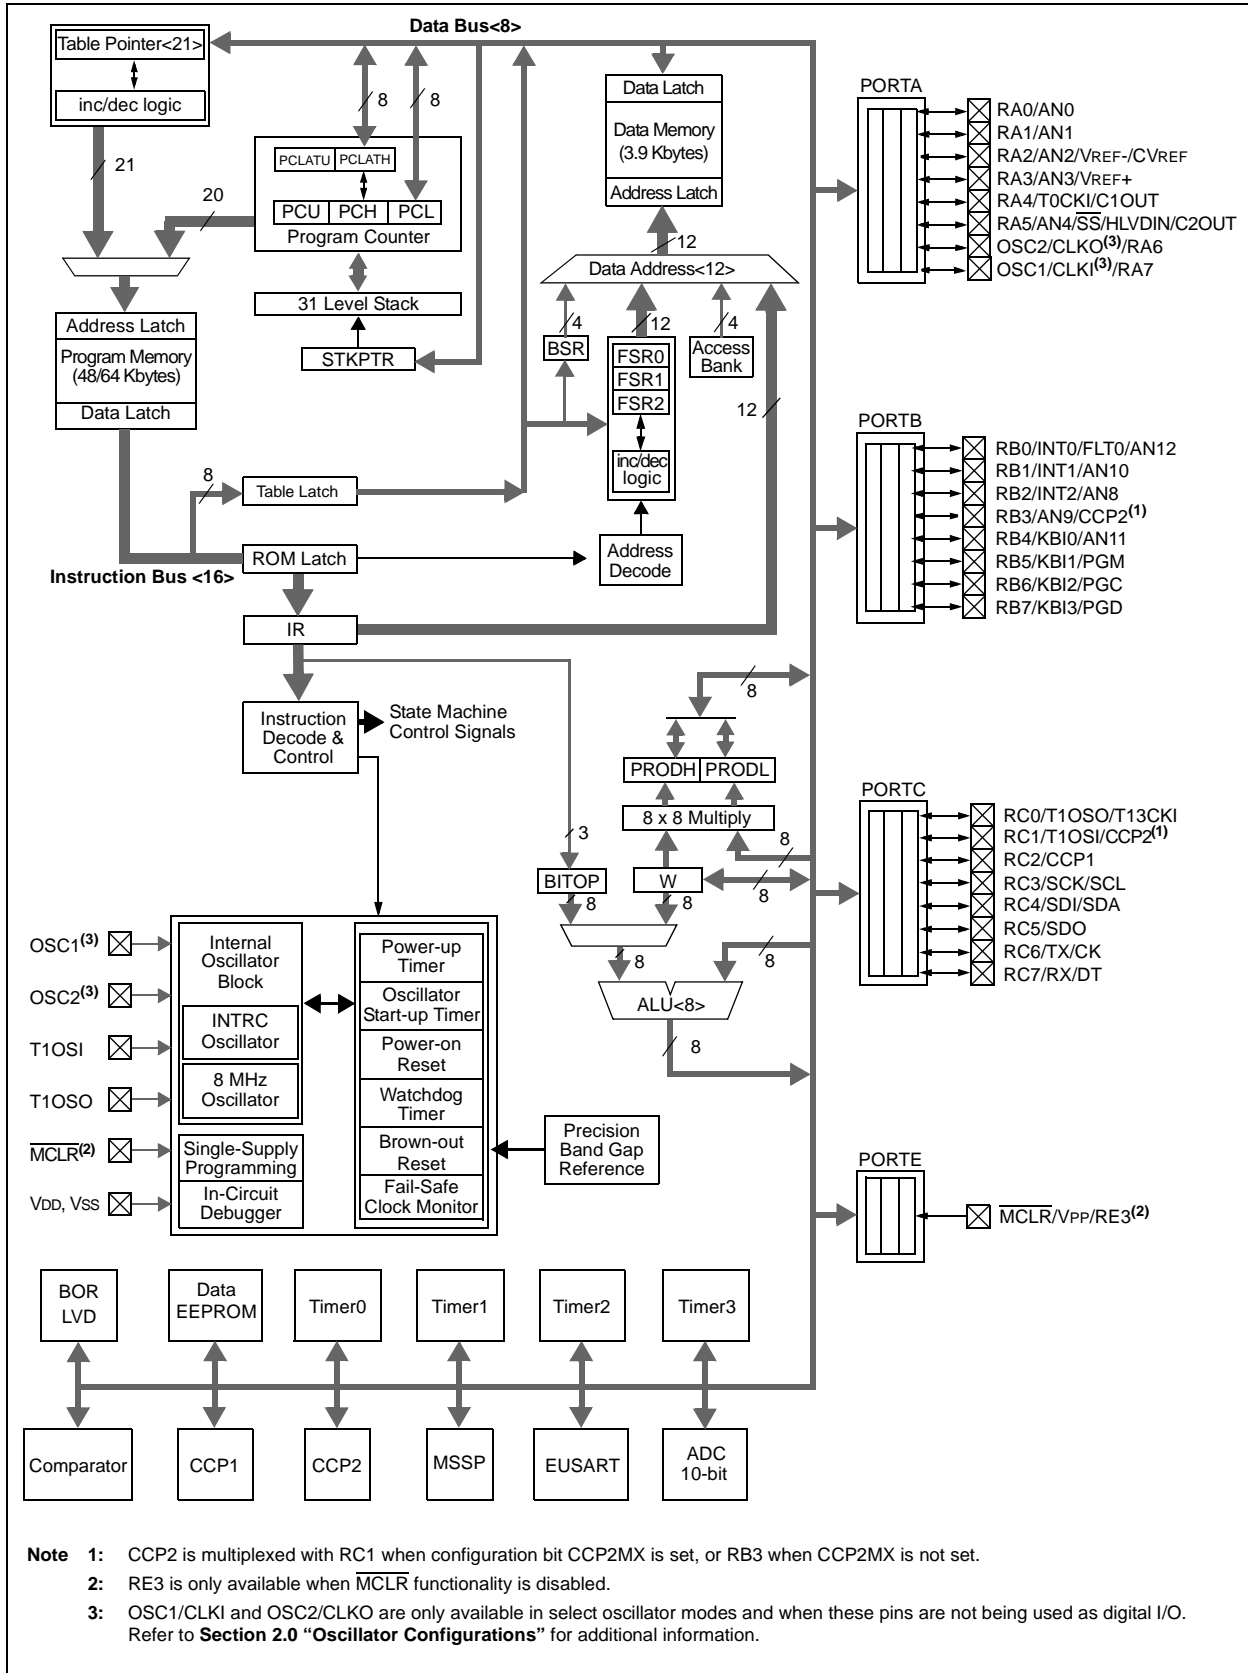 Data Bus<8>
Table Pointer<21>
inc/dec logic
21
20
8
8
PCLATU
PCLATH
PCU
PCH
PCL
Program Counter
31 Level Stack
STKPTR
Address Latch
Program Memory
(48/64 Kbytes)
Data Latch
8
Table Latch
ROM Latch
Instruction Bus <16>
IR
Instruction
Decode &
Control
State Machine
Control Signals
Data Latch
Data Memory
(3.9 Kbytes)
Address Latch
12
Data Address<12>
4
12
4
BSR
FSR0
FSR1
FSR2
inc/dec
logic
Access
Bank
12
Address
Decode
8
PRODH
PRODL
8 x 8 Multiply
3
8
BITOP
W
8
8
8
8
8
ALU<8>
8
PORTA
RA0/AN0
RA1/AN1
RA2/AN2/VREF-/CVREF
RA3/AN3/VREF+
RA4/T0CKI/C1OUT
RA5/AN4/SS/HLVDIN/C2OUT
OSC2/CLKO(3)/RA6
OSC1/CLKI(3)/RA7
PORTB
RB0/INT0/FLT0/AN12
RB1/INT1/AN10
RB2/INT2/AN8
RB3/AN9/CCP2(1)
RB4/KBI0/AN11
RB5/KBI1/PGM
RB6/KBI2/PGC
RB7/KBI3/PGD
PORTC
RC0/T1OSO/T13CKI
RC1/T1OSI/CCP2(1)
RC2/CCP1
RC3/SCK/SCL
RC4/SDI/SDA
RC5/SDO
RC6/TX/CK
RC7/RX/DT
PORTE
MCLR/VPP/RE3(2)
OSC1(3)
OSC2(3)
T1OSI
T1OSO
MCLR(2)
VDD, VSS
Internal
Oscillator
Block
INTRC
Oscillator
8 MHz
Oscillator
Single-Supply
Programming
In-Circuit
Debugger
Power-up
Timer
Oscillator
Start-up Timer
Power-on
Reset
Watchdog
Timer
Brown-out
Reset
Fail-Safe
Clock Monitor
Precision
Band Gap
Reference
BOR
LVD
Data
EEPROM
Timer0
Timer1
Timer2
Timer3
Comparator
CCP1
CCP2
MSSP
EUSART
ADC
10-bit
Note 1: CCP2 is multiplexed with RC1 when configuration bit CCP2MX is set, or RB3 when CCP2MX is not set.
2: RE3 is only available when MCLR functionality is disabled.
3: OSC1/CLKI and OSC2/CLKO are only available in select oscillator modes and when these pins are not being used as digital I/O.
Refer to Section 2.0 “Oscillator Configurations” for additional information.